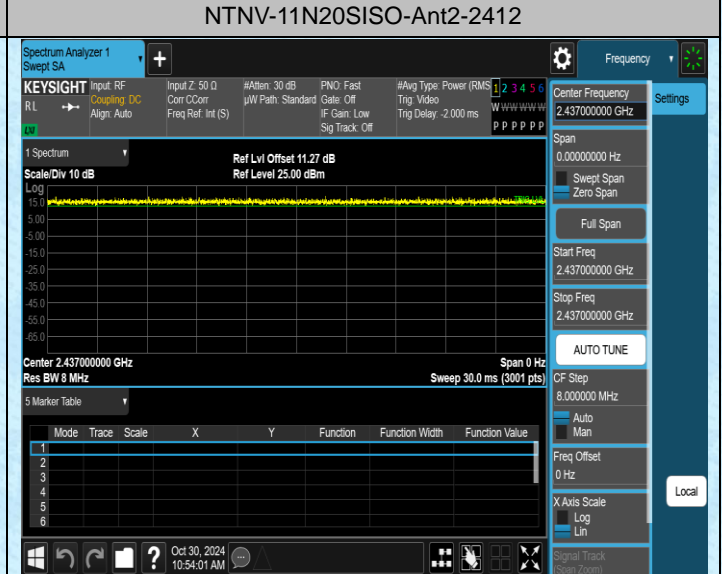 NTNV-11N20SISO-Ant2-2412
Spectrum Analyzer 1
Swept SA
Frequency
KEYSIGHT
RL
LXI
Input: RF
Coupling: DC
Align: Auto
Input Z: 50 Ω
Corr CCorr
Freq Ref: Int (S)
#Atten: 30 dB
µW Path: Standard
PNO: Fast
Gate: Off
IF Gain: Low
Sig Track: Off
#Avg Type: Power (RMS
Trig: Video
Trig Delay: -2.000 ms
1 2 3 4 5 6
W W W W W W
P P P P P P
Center Frequency
2.437000000 GHz
Settings
Span
0.00000000 Hz
Swept Span
Zero Span
Full Span
Start Freq
2.437000000 GHz
Stop Freq
2.437000000 GHz
AUTO TUNE
CF Step
8.000000 MHz
Auto
Man
Freq Offset
0 Hz
X Axis Scale
Log
Lin
Signal Track
(Span Zoom)
Local
1 Spectrum
Scale/Div 10 dB
Ref Lvl Offset 11.27 dB
Ref Level 25.00 dBm
Log
15.0
5.00
-5.00
-15.0
-25.0
-35.0
-45.0
-55.0
-65.0
Center 2.437000000 GHz
Res BW 8 MHz
Span 0 Hz
Sweep 30.0 ms (3001 pts)
5 Marker Table
Mode Trace Scale X Y Function Function Width Function Value
1
2
3
4
5
6
?
Oct 30, 2024
10:54:01 AM